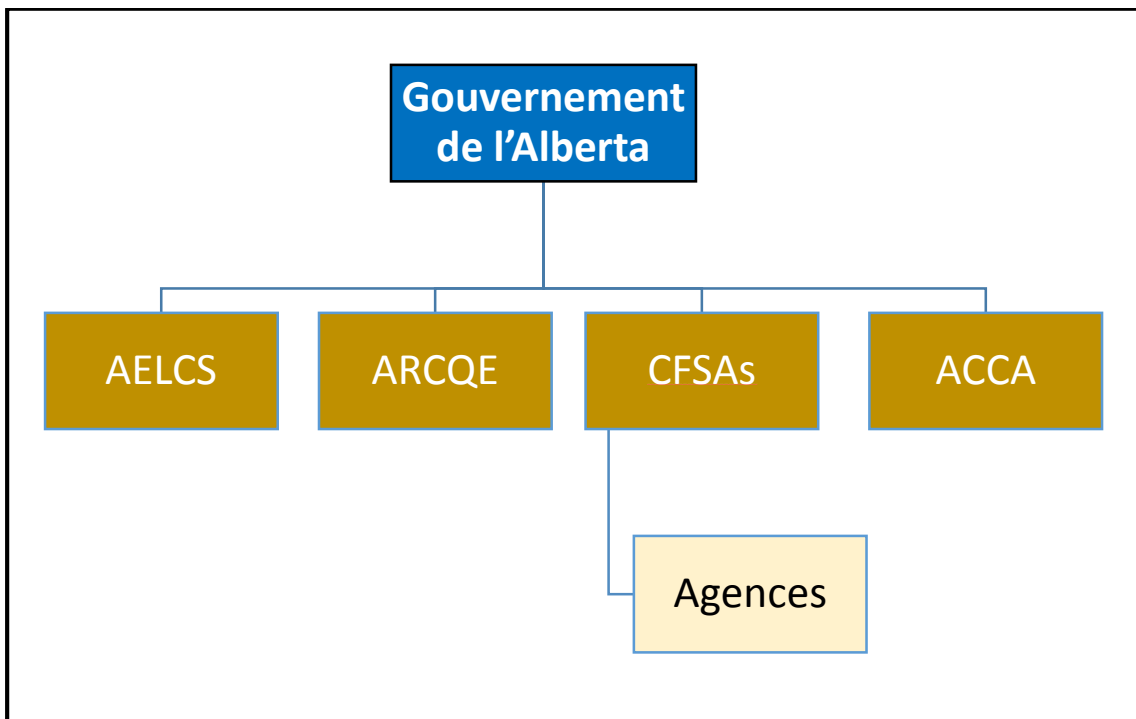 Gouvernement
de l’Alberta
AELCS
ARCQE
CFSAs
ACCA
Agences